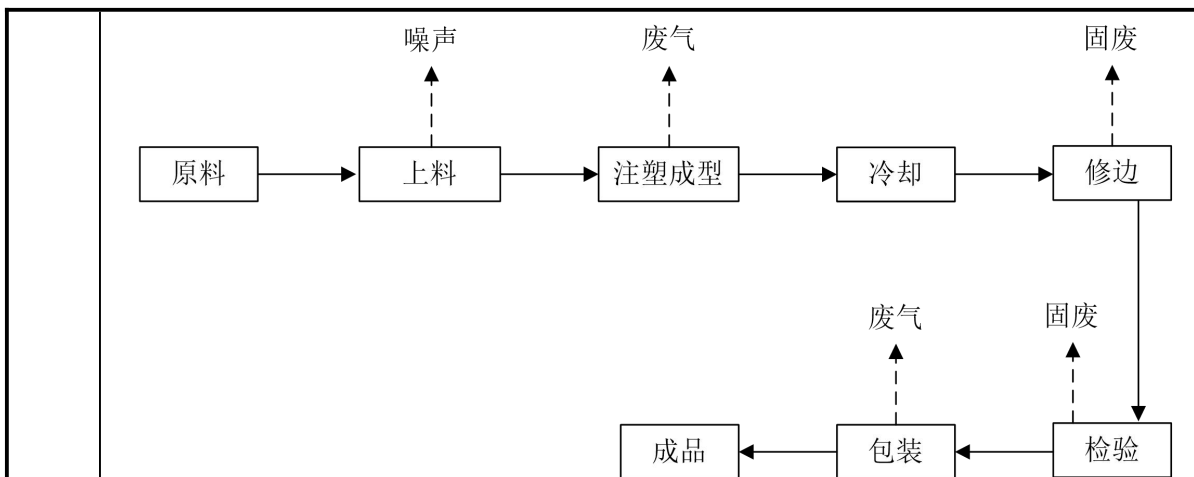 噪声 废气 固废
原料 上料 注塑成型 冷却 修边
废气 固废
成品 包装 检验